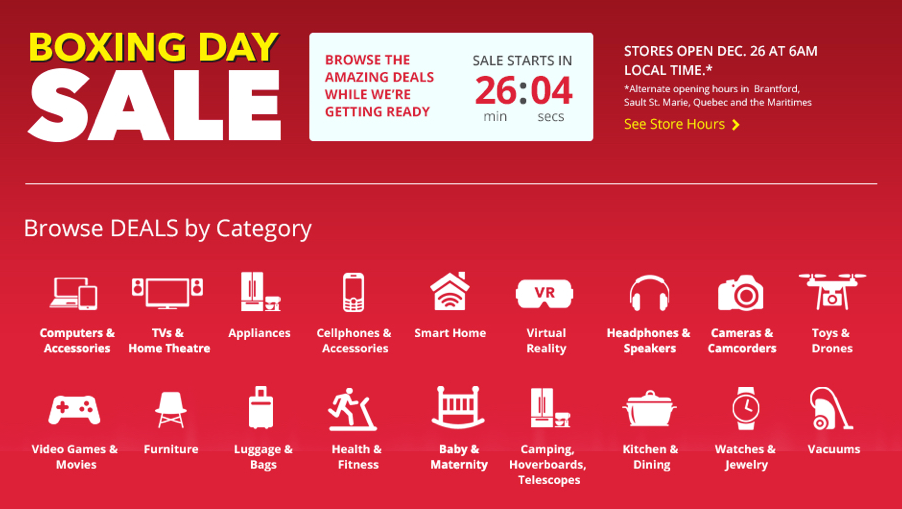 BOXING DAY
SALE
BROWSE THE
AMAZING DEALS
WHILE WE'RE
GETTING READY
SALE STARTS IN
26:04
min secs
STORES OPEN DEC. 26 AT 6AM
LOCAL TIME.*
*Alternate opening hours in Brantford,
Sault St. Marie, Quebec and the Maritimes
See Store Hours
Browse DEALS by Category
Computers &
Accessories
TVs &
Home Theatre
Appliances
Cellphones &
Accessories
Smart Home
VR
Virtual
Reality
Headphones &
Speakers
Cameras &
Camcorders
Toys &
Drones
Video Games &
Movies
Furniture
Luggage &
Bags
Health &
Fitness
Baby &
Maternity
Camping,
Hoverboards,
Telescopes
Kitchen &
Dining
Watches &
Jewelry
Vacuums